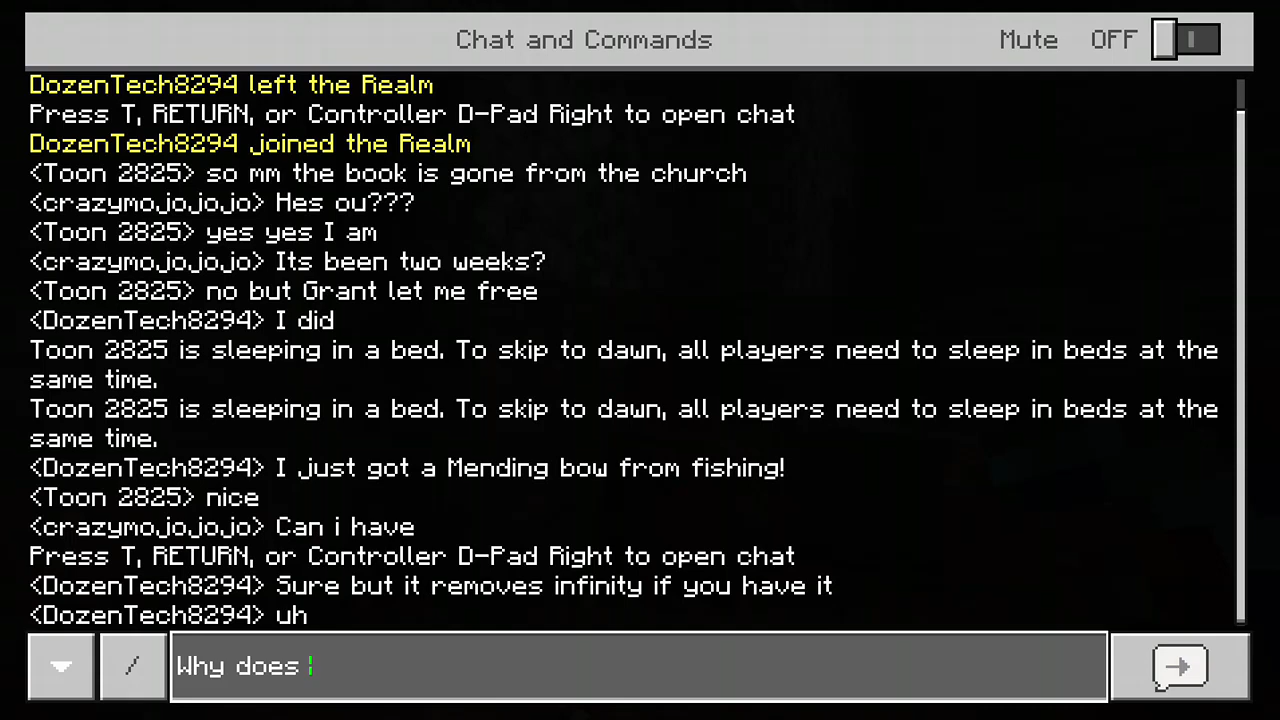 Chat and Commands
Mute OFF
DozenTech8294 left the Realm
Press T, RETURN, or Controller D-Pad Right to open chat
DozenTech8294 joined the Realm
<Toon 2825> so mm the book is gone from the church
<crazymojojojo> Hes ou???
<Toon 2825> yes yes I am
<crazymojojojo> Its been two weeks?
<Toon 2825> no but Grant let me free
<DozenTech8294> I did
Toon 2825 is sleeping in a bed. To skip to dawn, all players need to sleep in beds at the
same time.
Toon 2825 is sleeping in a bed. To skip to dawn, all players need to sleep in beds at the
same time.
<DozenTech8294> I just got a Mending bow from fishing!
<Toon 2825> nice
<crazymojojojo> Can i have
Press T, RETURN, or Controller D-Pad Right to open chat
<DozenTech8294> Sure but it removes infinity if you have it
<DozenTech8294> uh
/ Why does